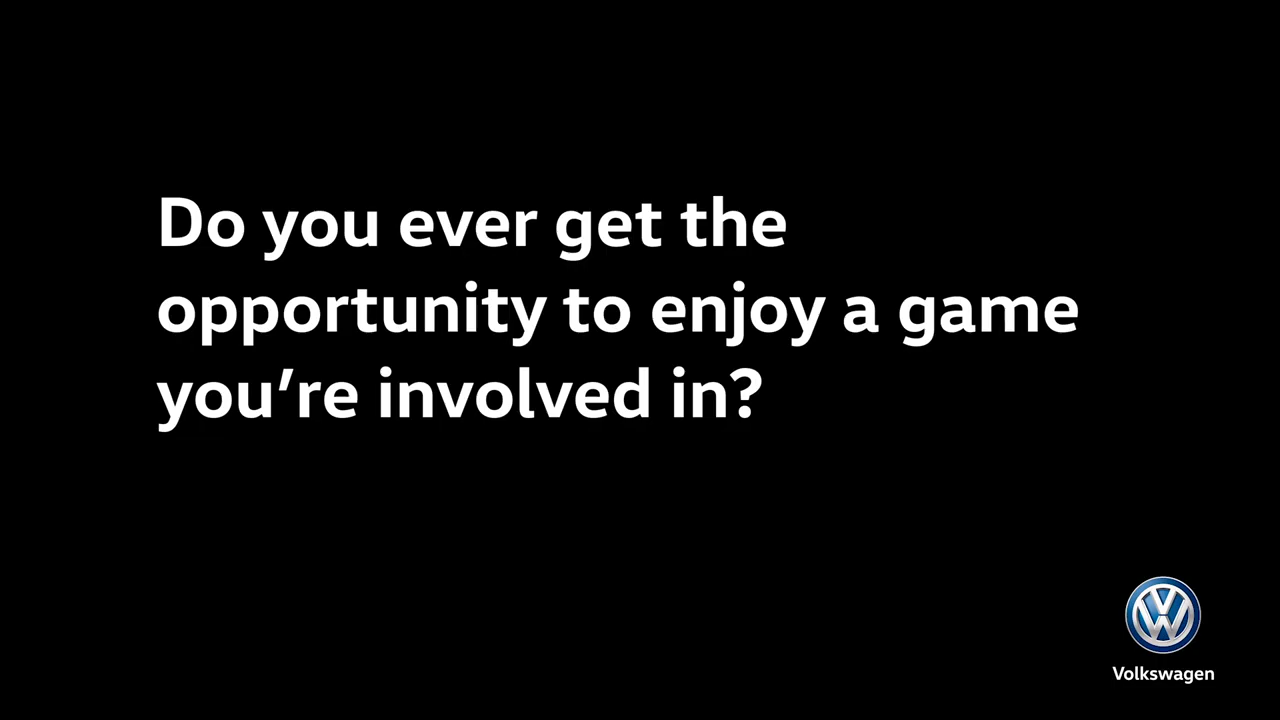 Do you ever get the
opportunity to enjoy a game
you’re involved in?
Volkswagen